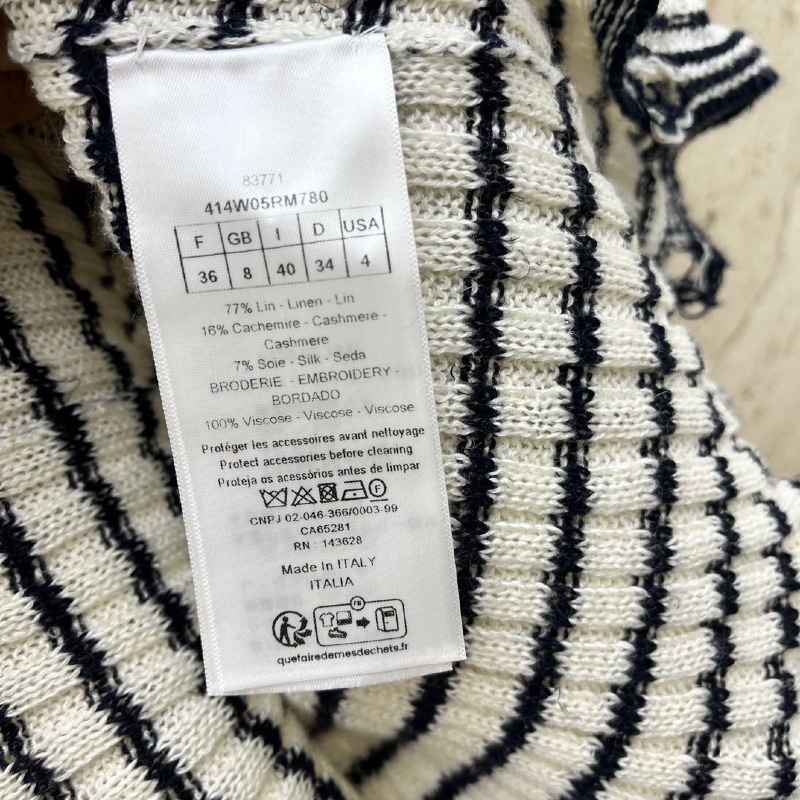 83771
414W05RM780
F GB I D USA
36 8 40 34 4
77% Lin - Linen - Lin
16% Cachemire - Cashmere -
Cashmere
7% Soie - Silk - Seda
BRODERIE - EMBROIDERY -
BORDADO
100% Viscose - Viscose - Viscose
Protéger les accessoires avant nettoyage
Protect accessories before cleaning
Proteja os acessórios antes de limpar
F
CNPJ 02-046-366/0003-99
CA65281
RN : 143628
Made in ITALY
ITALIA
FR
quefairedemesdechets.fr